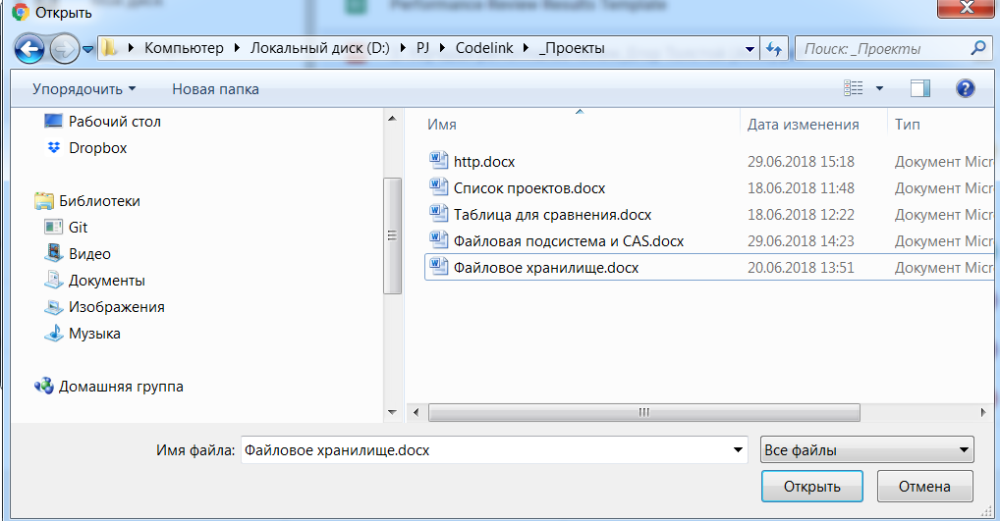 Performance Review Results Template
Открыть
Компьютер Локальный диск (D:) PJ Codelink _Проекты
Поиск: _Проекты
Упорядочить Новая папка
Рабочий стол
Dropbox
Библиотеки
Git
Видео
Документы
Изображения
Музыка
Домашняя группа
Имя Дата изменения Тип
http.docx 29.06.2018 15:18 Документ Micr
Список проектов.docx 18.06.2018 11:48 Документ Micr
Таблица для сравнения.docx 18.06.2018 12:22 Документ Micr
Файловая подсистема и CAS.docx 29.06.2018 14:23 Документ Micr
Файловое хранилище.docx 20.06.2018 13:51 Документ Micr
Имя файла: Файловое хранилище.docx Все файлы
Открыть Отмена